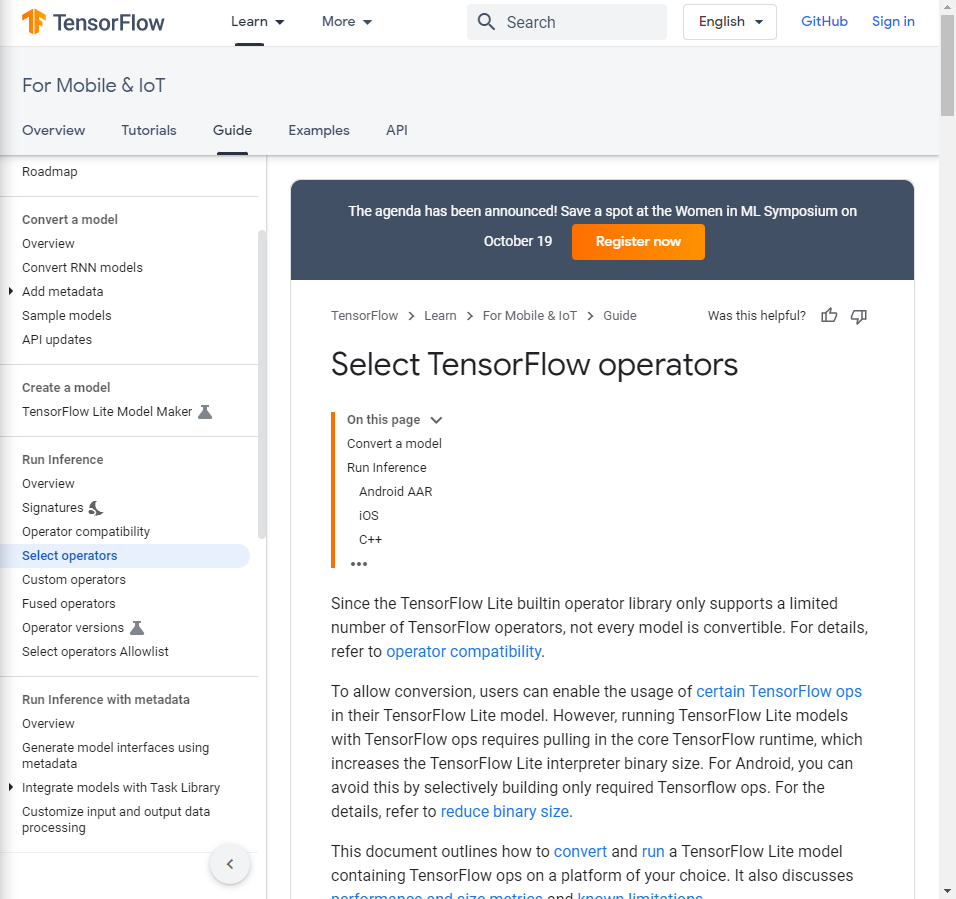 TensorFlow
Learn
More
Search
English
GitHub
Sign in
For Mobile & IoT
Overview
Tutorials
Guide
Examples
API
Roadmap
Convert a model
Overview
Convert RNN models
Add metadata
Sample models
API updates
Create a model
TensorFlow Lite Model Maker
Run Inference
Overview
Signatures
Operator compatibility
Select operators
Custom operators
Fused operators
Operator versions
Select operators Allowlist
Run Inference with metadata
Overview
Generate model interfaces using
metadata
Integrate models with Task Library
Customize input and output data
processing
The agenda has been announced! Save a spot at the Women in ML Symposium on
October 19
Register now
TensorFlow > Learn > For Mobile & IoT > Guide
Was this helpful?
Select TensorFlow operators
On this page
Convert a model
Run Inference
Android AAR
iOS
C++
•••
Since the TensorFlow Lite builtin operator library only supports a limited
number of TensorFlow operators, not every model is convertible. For details,
refer to operator compatibility.
To allow conversion, users can enable the usage of certain TensorFlow ops
in their TensorFlow Lite model. However, running TensorFlow Lite models
with TensorFlow ops requires pulling in the core TensorFlow runtime, which
increases the TensorFlow Lite interpreter binary size. For Android, you can
avoid this by selectively building only required Tensorflow ops. For the
details, refer to reduce binary size.
This document outlines how to convert and run a TensorFlow Lite model
containing TensorFlow ops on a platform of your choice. It also discusses
performance and size metrics and known limitations.